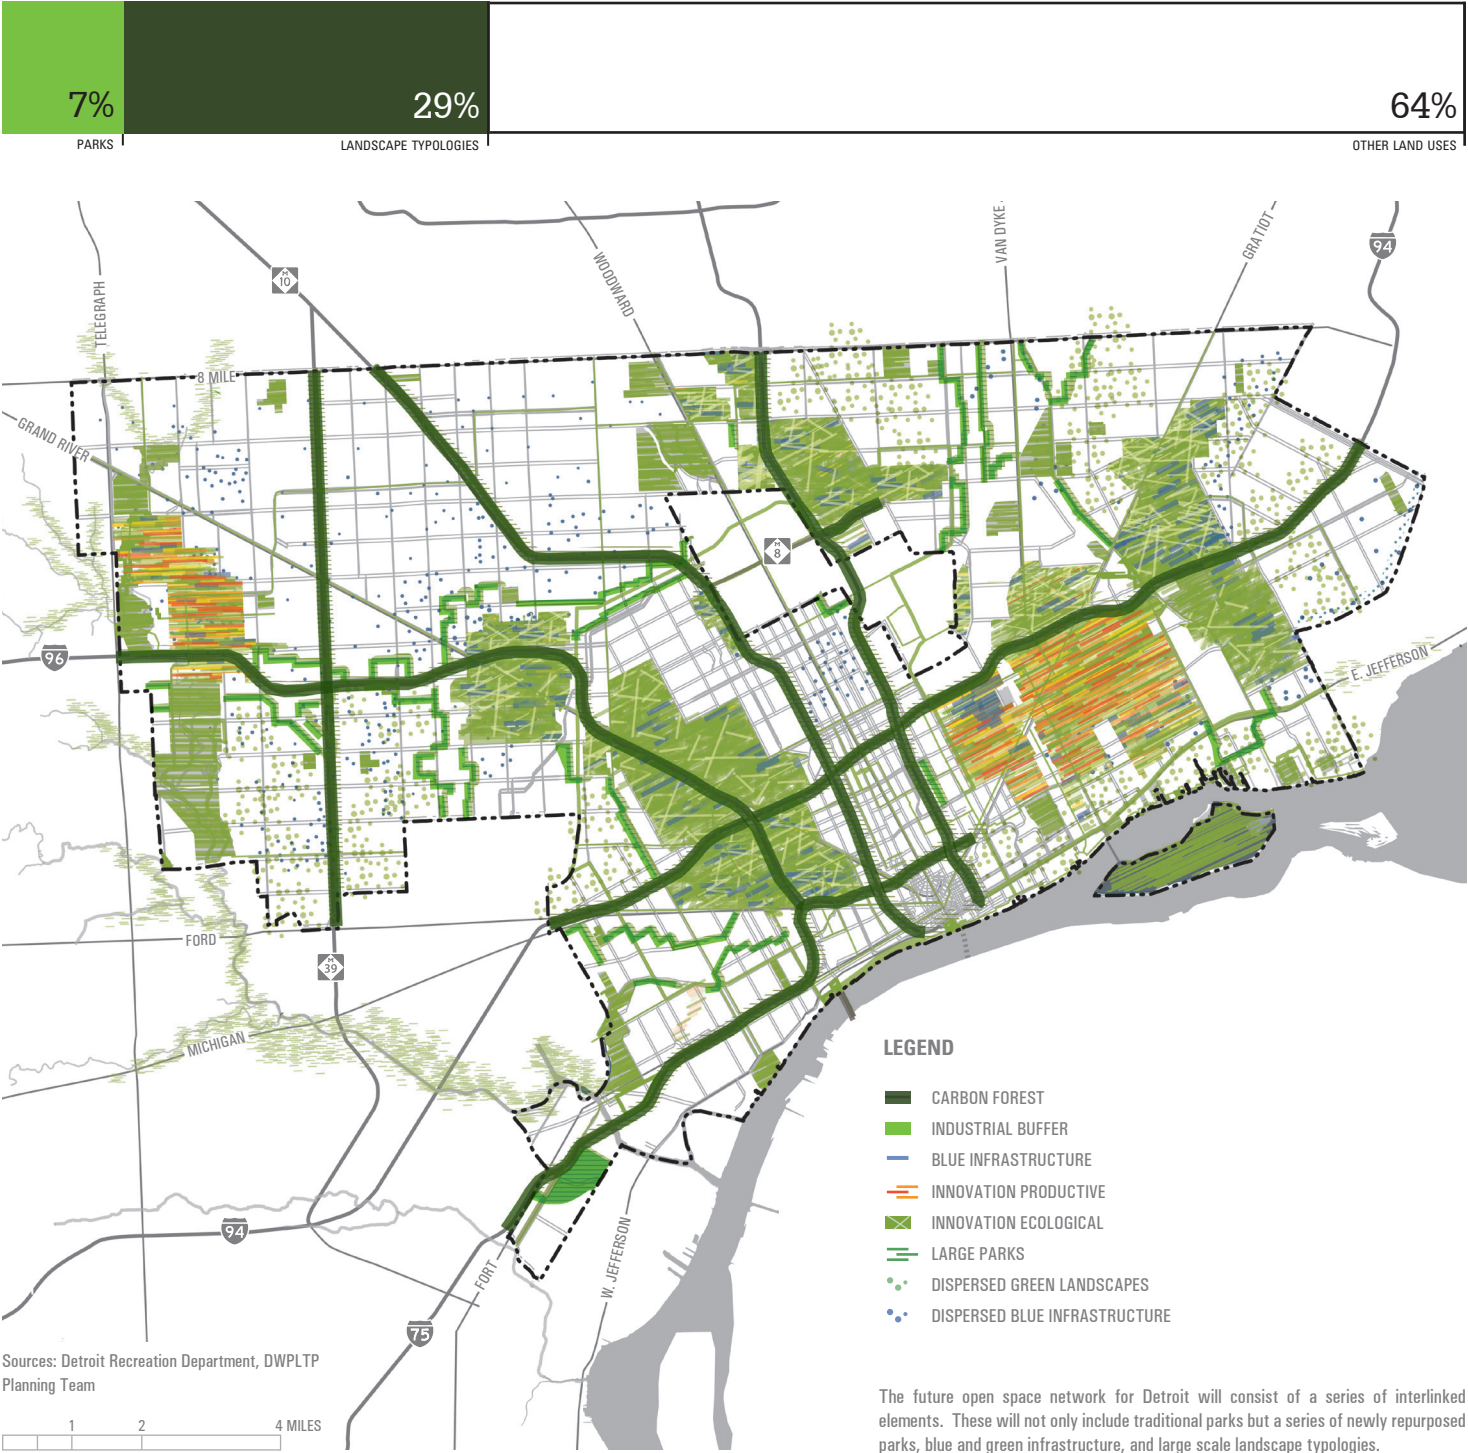 7%
29%
64%
PARKS
LANDSCAPE TYPOLOGIES
OTHER LAND USES
TELEGRAPH
M
10
WOODWARD
VAN DYKE
GRATIOT
94
8 MILE
GRAND RIVER
M
8
96
E. JEFFERSON
FORD
M
39
MICHIGAN
94
FORT
W. JEFFERSON
75
LEGEND
CARBON FOREST
INDUSTRIAL BUFFER
BLUE INFRASTRUCTURE
INNOVATION PRODUCTIVE
INNOVATION ECOLOGICAL
LARGE PARKS
DISPERSED GREEN LANDSCAPES
DISPERSED BLUE INFRASTRUCTURE
Sources: Detroit Recreation Department, DWPLTP
Planning Team
1 2 4 MILES
The future open space network for Detroit will consist of a series of interlinked
elements. These will not only include traditional parks but a series of newly repurposed
parks, blue and green infrastructure, and large scale landscape typologies.